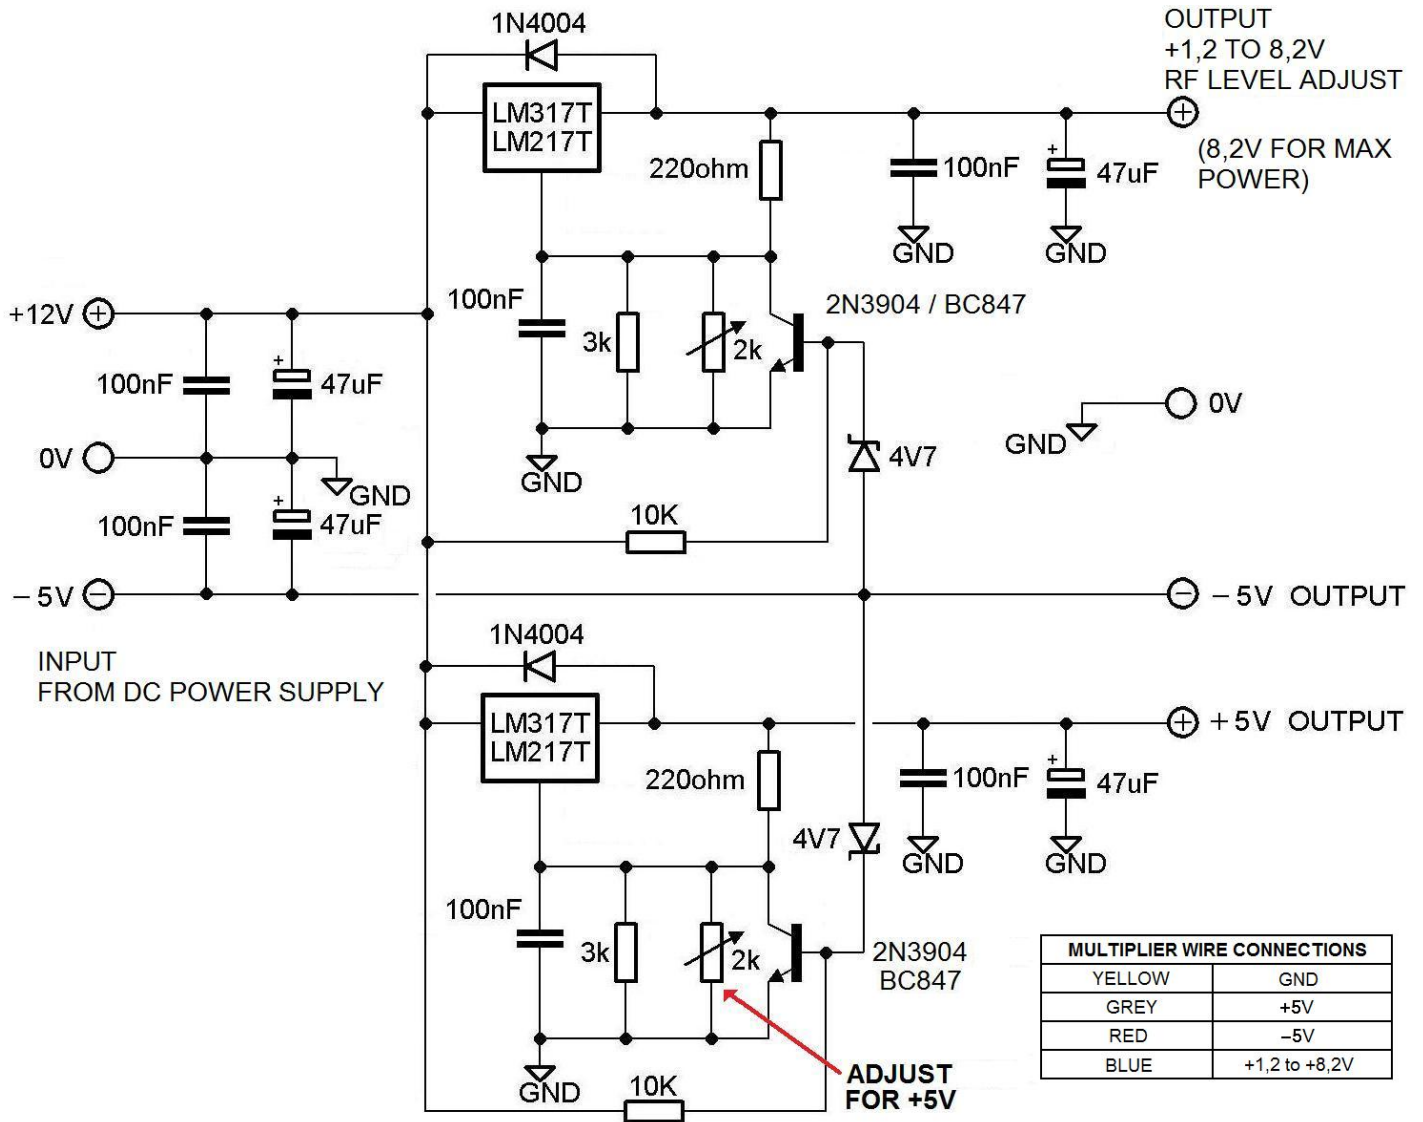 1N4004
OUTPUT
+1,2 TO 8,2V
RF LEVEL ADJUST
LM317T
LM217T
(8,2V FOR MAX
POWER)
220ohm
100nF
+
47uF
GND
GND
100nF
3k
2k
2N3904 / BC847
+12V
100nF
+
47uF
0V
GND
0V
GND
4V7
GND
100nF
+
47uF
10K
– 5V
– 5V OUTPUT
INPUT
FROM DC POWER SUPPLY
1N4004
LM317T
LM217T
+ 5V OUTPUT
220ohm
100nF
+
47uF
4V7
GND
GND
100nF
3k
2k
2N3904
BC847
GND
ADJUST
FOR +5V
10K
MULTIPLIER WIRE CONNECTIONS
YELLOW GND
GREY +5V
RED –5V
BLUE +1,2 to +8,2V